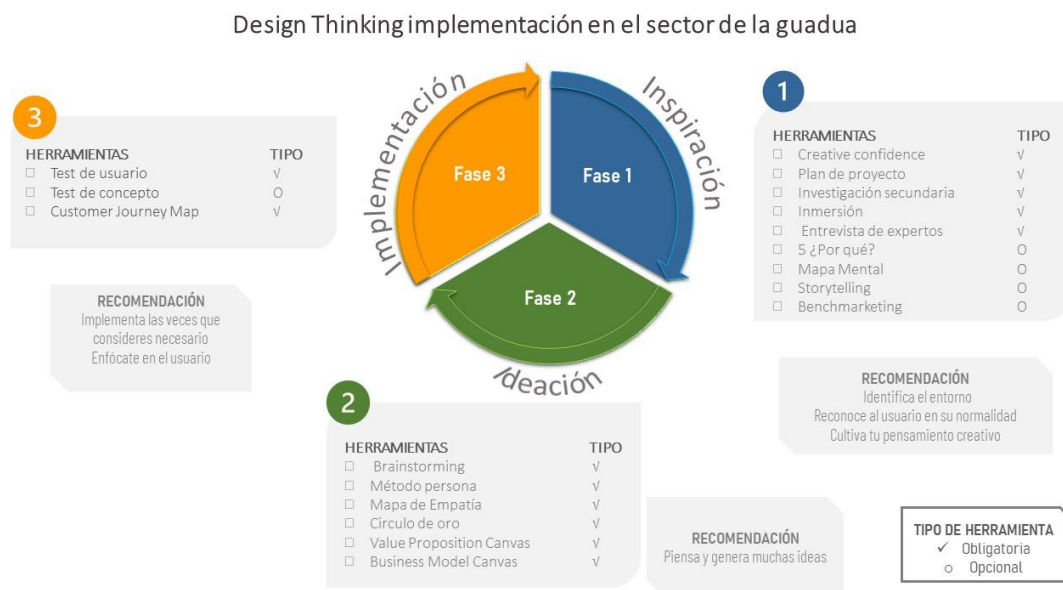 Design Thinking implementación en el sector de la guadua
1
Inspiración
Fase 1
HERRAMIENTAS TIPO
□ Creative confidence √
□ Plan de proyecto √
□ Investigación secundaria √
□ Inmersión √
□ Entrevista de expertos √
□ 5 ¿Por qué? O
□ Mapa Mental O
□ Storytelling O
□ Benchmarketing O
RECOMENDACIÓN
Identifica el entorno
Reconoce al usuario en su normalidad
Cultiva tu pensamiento creativo
2
Ideación
Fase 2
HERRAMIENTAS TIPO
□ Brainstorming √
□ Método persona √
□ Mapa de Empatía √
□ Circulo de oro √
□ Value Proposition Canvas √
□ Business Model Canvas √
RECOMENDACIÓN
Piensa y genera muchas ideas
3
Implementación
Fase 3
HERRAMIENTAS TIPO
□ Test de usuario √
□ Test de concepto O
□ Customer Journey Map √
RECOMENDACIÓN
Implementa las veces que
consideres necesario
Enfócate en el usuario
TIPO DE HERRAMIENTA
✓ Obligatoria
o Opcional